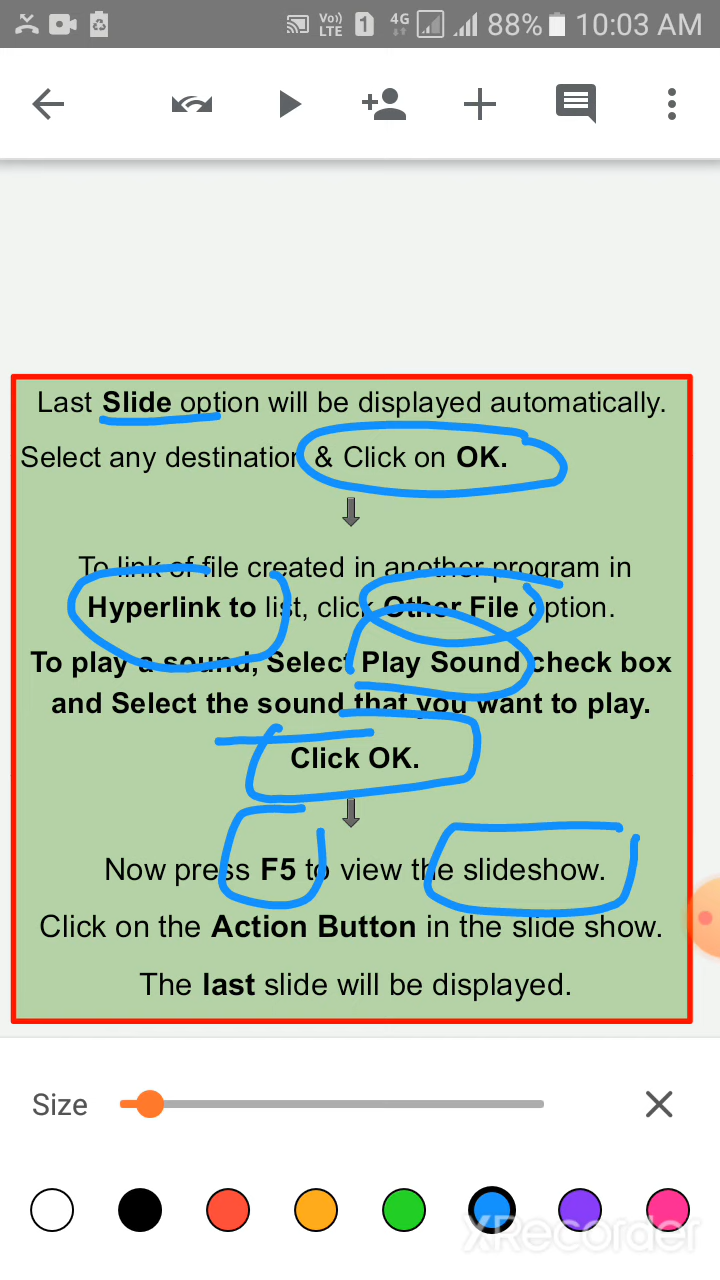 Vo)) LTE 1 4G 88% 10:03 AM
Last Slide option will be displayed automatically.
Select any destination & Click on OK.
To link of file created in another program in
Hyperlink to list, click Other File option.
To play a sound, Select Play Sound check box
and Select the sound that you want to play.
Click OK.
Now press F5 to view the slideshow.
Click on the Action Button in the slide show.
The last slide will be displayed.
Size
XRecorder